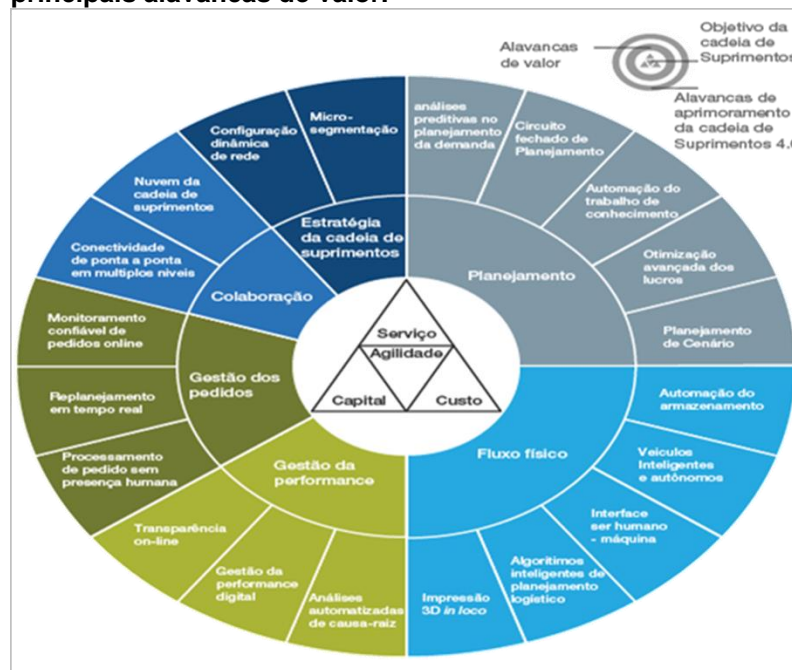 principais alavancas de valor:
Alavancas
de valor
Objetivo da
cadeia de
Suprimentos
Alavancas de
aprimoramento
da cadeia de
Suprimentos 4.0
Configuração
dinâmica
de rede
Micro-
segmentação
análises
preditivas no
planejamento
da demanda
Circuito
fechado de
Planejamento
Automação do
trabalho de
conhecimento
Otimização
avançada dos
lucros
Planejamento
de Cenário
Nuvem da
cadeia de
suprimentos
Conectividade
de ponta a ponta
em multiplos niveis
Estratégia
da cadeia de
suprimentos
Planejamento
Colaboração
Monitoramento
confiável de
pedidos online
Replanejamento
em tempo real
Processamento
de pedido sem
presença humana
Gestão dos
pedidos
Serviço
Agilidade
Capital
Custo
Automação do
armazenamento
Veiculos
Inteligentes
e autônomos
Interface
ser humano
- máquina
Algoritimos
inteligentes de
planejamento
logístico
Impressão
3D in loco
Fluxo físico
Gestão da
performance
Transparência
on-line
Gestão da
performance
digital
Análises
automatizadas
de causa-raiz